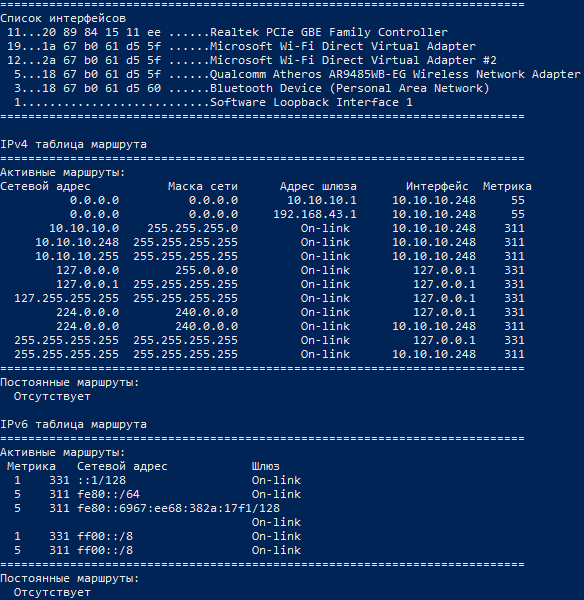 ===========================================================================
Список интерфейсов
 11...20 89 84 15 11 ee ......Realtek PCIe GBE Family Controller
 19...1a 67 b0 61 d5 5f ......Microsoft Wi-Fi Direct Virtual Adapter
 12...2a 67 b0 61 d5 5f ......Microsoft Wi-Fi Direct Virtual Adapter #2
  5...18 67 b0 61 d5 5f ......Qualcomm Atheros AR9485WB-EG Wireless Network Adapter
  3...18 67 b0 61 d5 60 ......Bluetooth Device (Personal Area Network)
  1...........................Software Loopback Interface 1
===========================================================================

IPv4 таблица маршрута
===========================================================================
Активные маршруты:
Сетевой адрес           Маска сети      Адрес шлюза       Интерфейс  Метрика
          0.0.0.0          0.0.0.0       10.10.10.1     10.10.10.248     55
          0.0.0.0          0.0.0.0     192.168.43.1     10.10.10.248     55
       10.10.10.0    255.255.255.0         On-link      10.10.10.248    311
     10.10.10.248  255.255.255.255         On-link      10.10.10.248    311
     10.10.10.255  255.255.255.255         On-link      10.10.10.248    311
        127.0.0.0        255.0.0.0         On-link         127.0.0.1    331
        127.0.0.1  255.255.255.255         On-link         127.0.0.1    331
  127.255.255.255  255.255.255.255         On-link         127.0.0.1    331
        224.0.0.0        240.0.0.0         On-link         127.0.0.1    331
        224.0.0.0        240.0.0.0         On-link      10.10.10.248    311
  255.255.255.255  255.255.255.255         On-link         127.0.0.1    331
  255.255.255.255  255.255.255.255         On-link      10.10.10.248    311
===========================================================================
Постоянные маршруты:
  Отсутствует

IPv6 таблица маршрута
===========================================================================
Активные маршруты:
 Метрика   Сетевой адрес            Шлюз
  1    331 ::1/128                  On-link
  5    311 fe80::/64                On-link
  5    311 fe80::6967:ee68:382a:17f1/128
                                    On-link
  1    331 ff00::/8                 On-link
  5    311 ff00::/8                 On-link
===========================================================================
Постоянные маршруты:
  Отсутствует